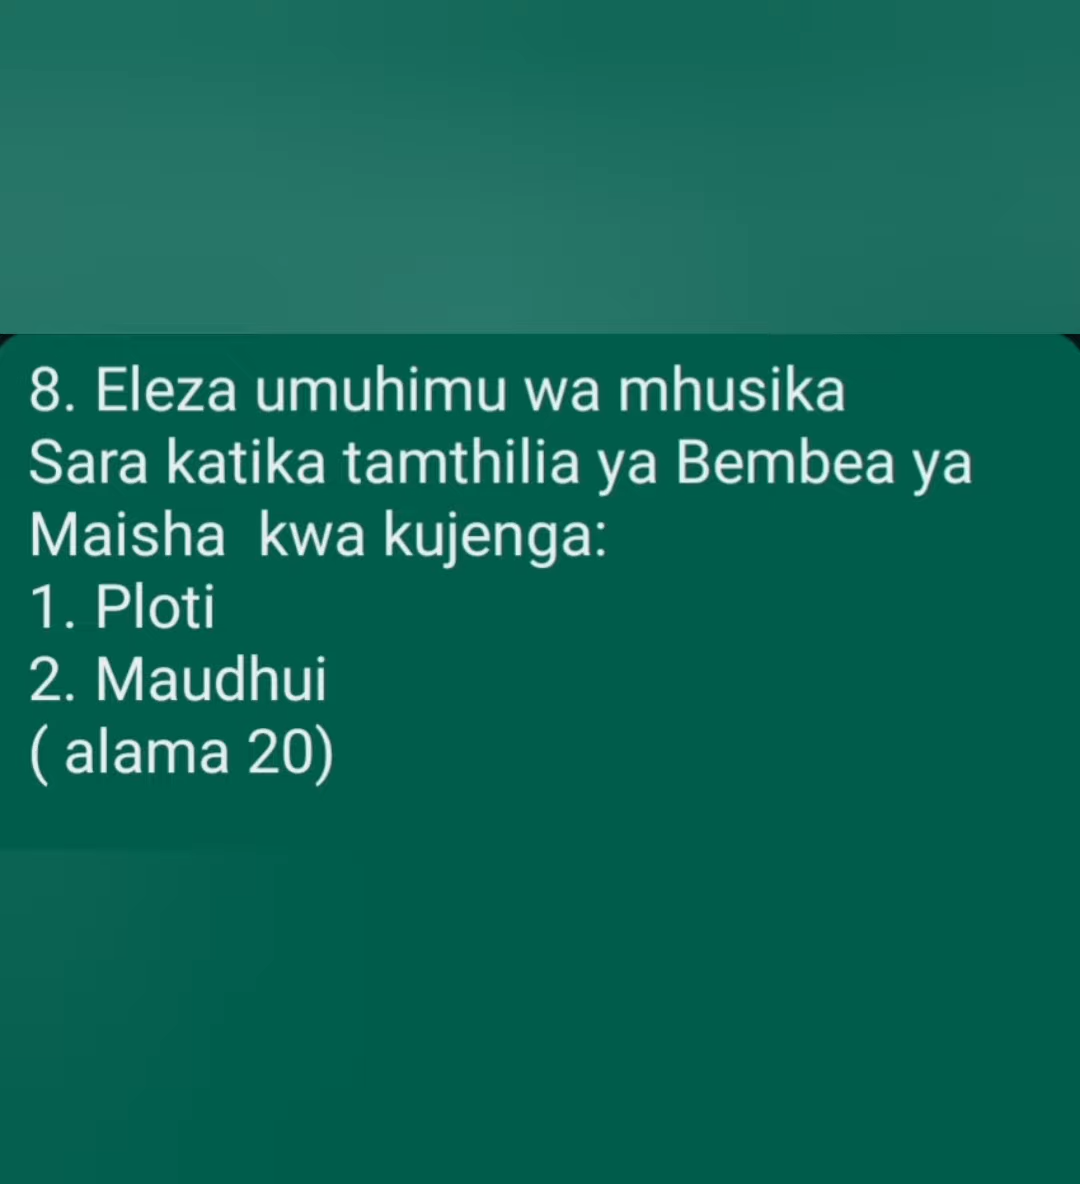 8. Eleza umuhimu wa mhusika
Sara katika tamthilia ya Bembea ya
Maisha  kwa kujenga:
1. Ploti
2. Maudhui
( alama 20)